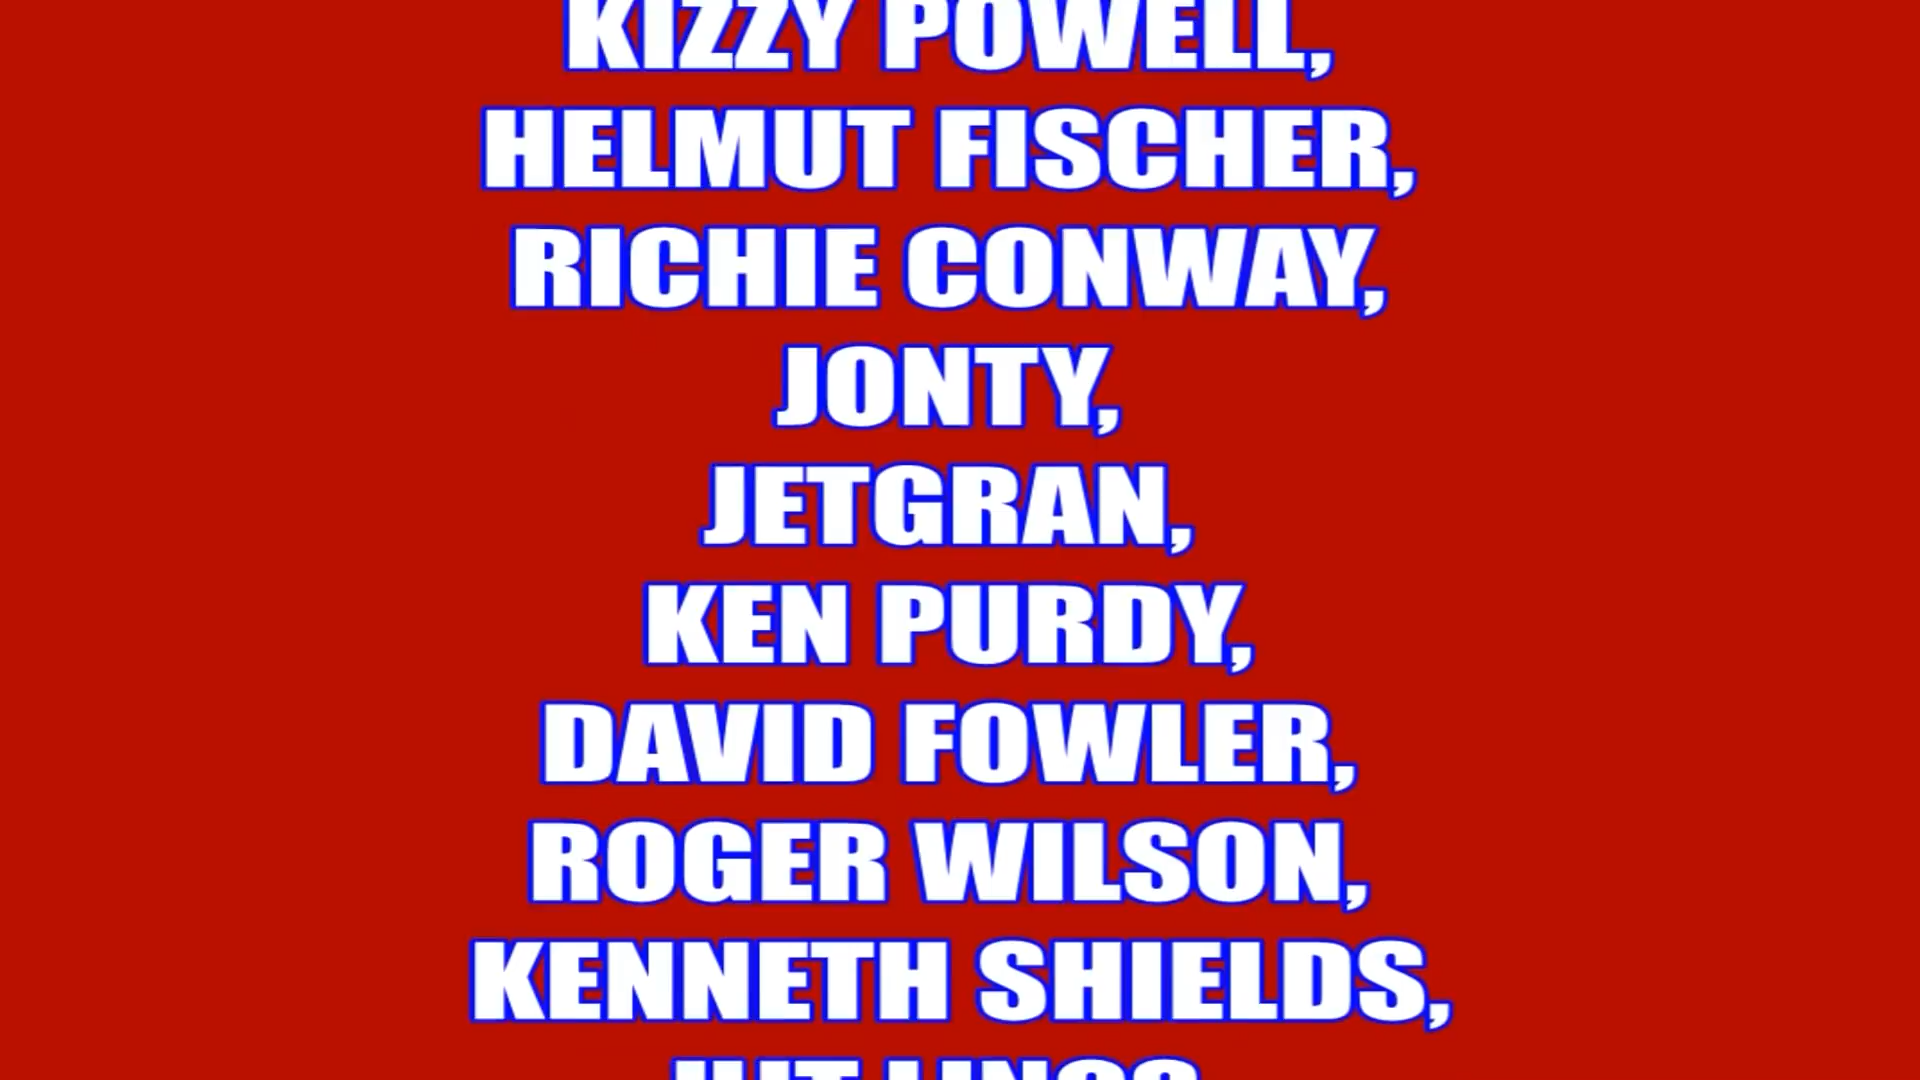 KIZZY POWELL,
HELMUT FISCHER,
RICHIE CONWAY,
JONTY,
JETGRAN,
KEN PURDY,
DAVID FOWLER,
ROGER WILSON,
KENNETH SHIELDS,